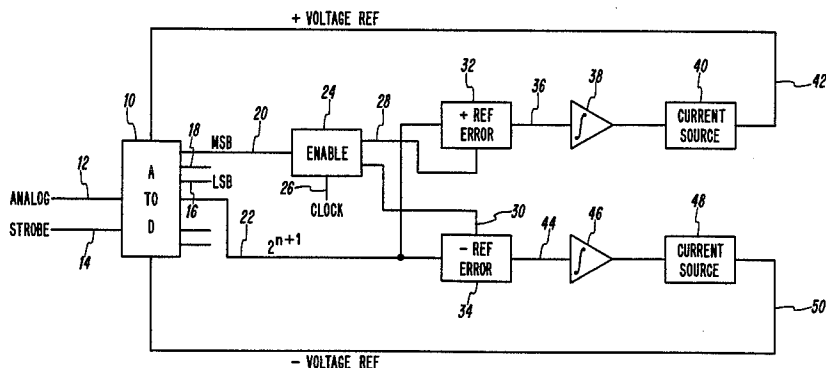 + VOLTAGE REF
10
12
ANALOG
STROBE
14
A
TO
D
18
MSB
20
LSB
16
22
2^{n+1}
24
ENABLE
26
CLOCK
28
30
32
+ REF
ERROR
36
38
∫
40
CURRENT
SOURCE
42
- REF
ERROR
34
44
46
∫
48
CURRENT
SOURCE
50
- VOLTAGE REF